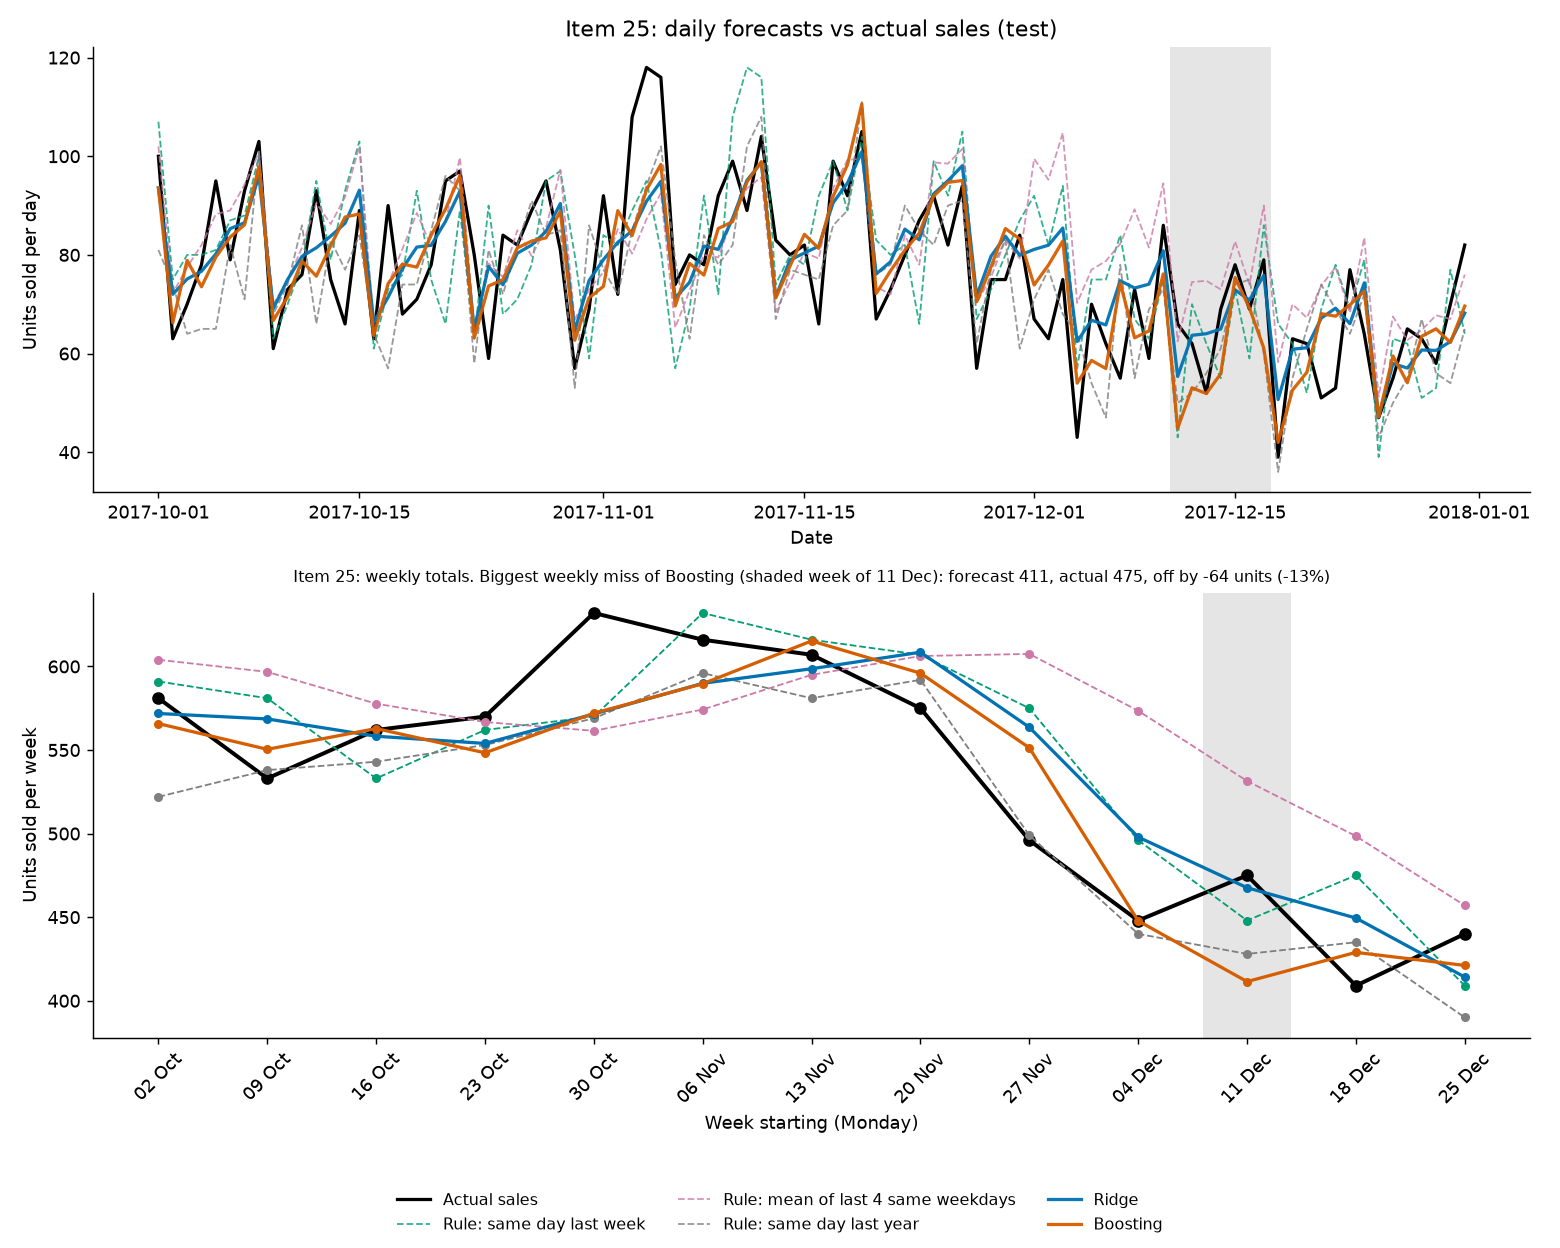 Item 25: daily forecasts vs actual sales (test)
120
100
80
60
40
Units sold per day
2017-10-01 2017-10-15 2017-11-01 2017-11-15 2017-12-01 2017-12-15 2018-01-01
Date
Item 25: weekly totals. Biggest weekly miss of Boosting (shaded week of 11 Dec): forecast 411, actual 475, off by -64 units (-13%)
600
550
500
450
400
Units sold per week
02 Oct 09 Oct 16 Oct 23 Oct 30 Oct 06 Nov 13 Nov 20 Nov 27 Nov 04 Dec 11 Dec 18 Dec 25 Dec
Week starting (Monday)
Actual sales Rule: mean of last 4 same weekdays Ridge
Rule: same day last week Rule: same day last year Boosting